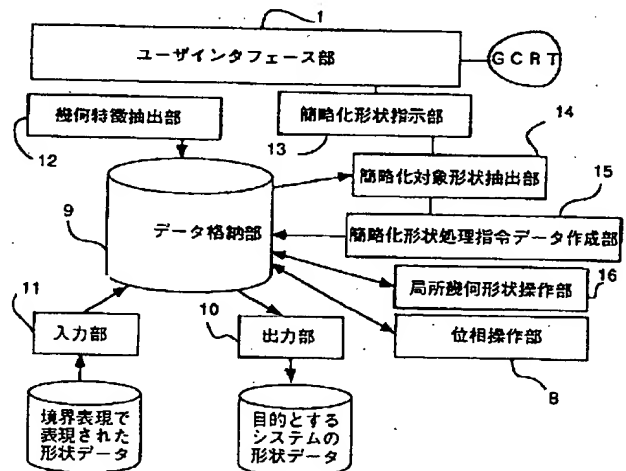 1
ユーザインタフェース部
GCRT
幾何特徴抽出部
12
簡略化形状指示部
13
14
簡略化対象形状抽出部
15
簡略化形状処理指令データ作成部
9
データ格納部
局所幾何形状操作部
16
11
入力部
10
出力部
位相操作部
8
境界表現で
表現された
形状データ
目的とする
システムの
形状データ